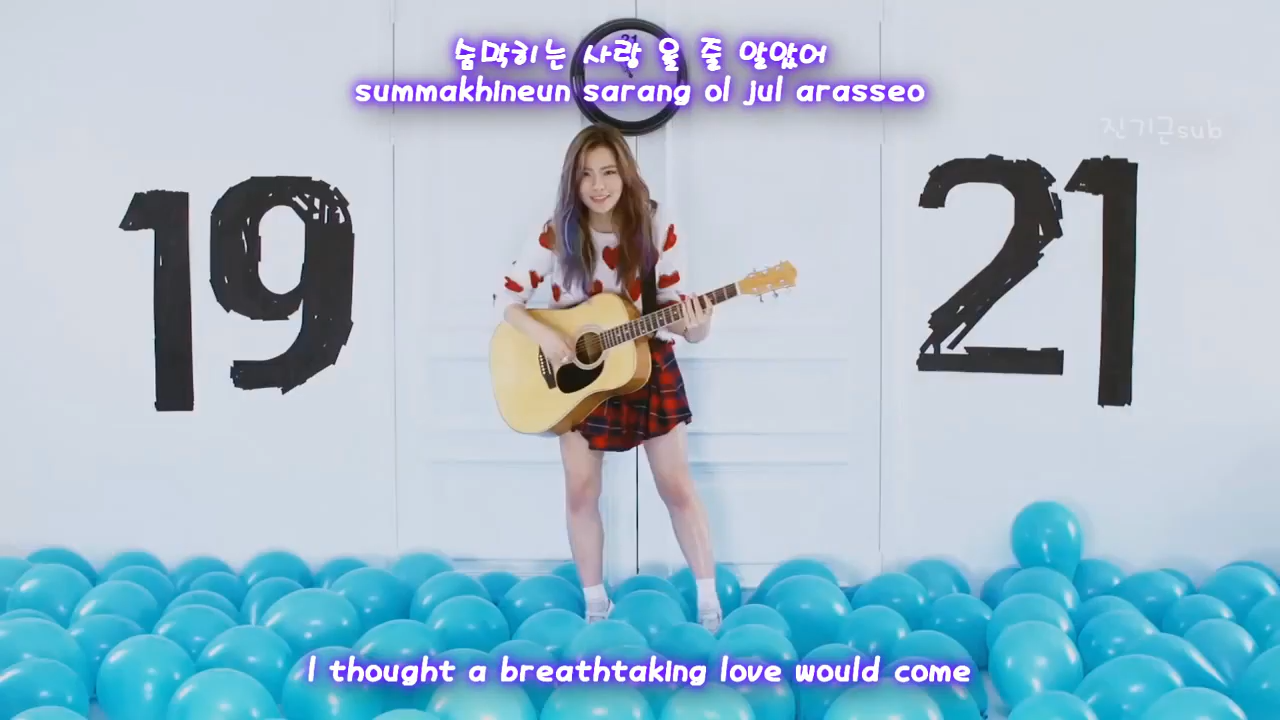 숨막히는 사랑 올 줄 알았어
summakhineun sarang ol jul arasseo
진기근sub
19
21
I thought a breathtaking love would come